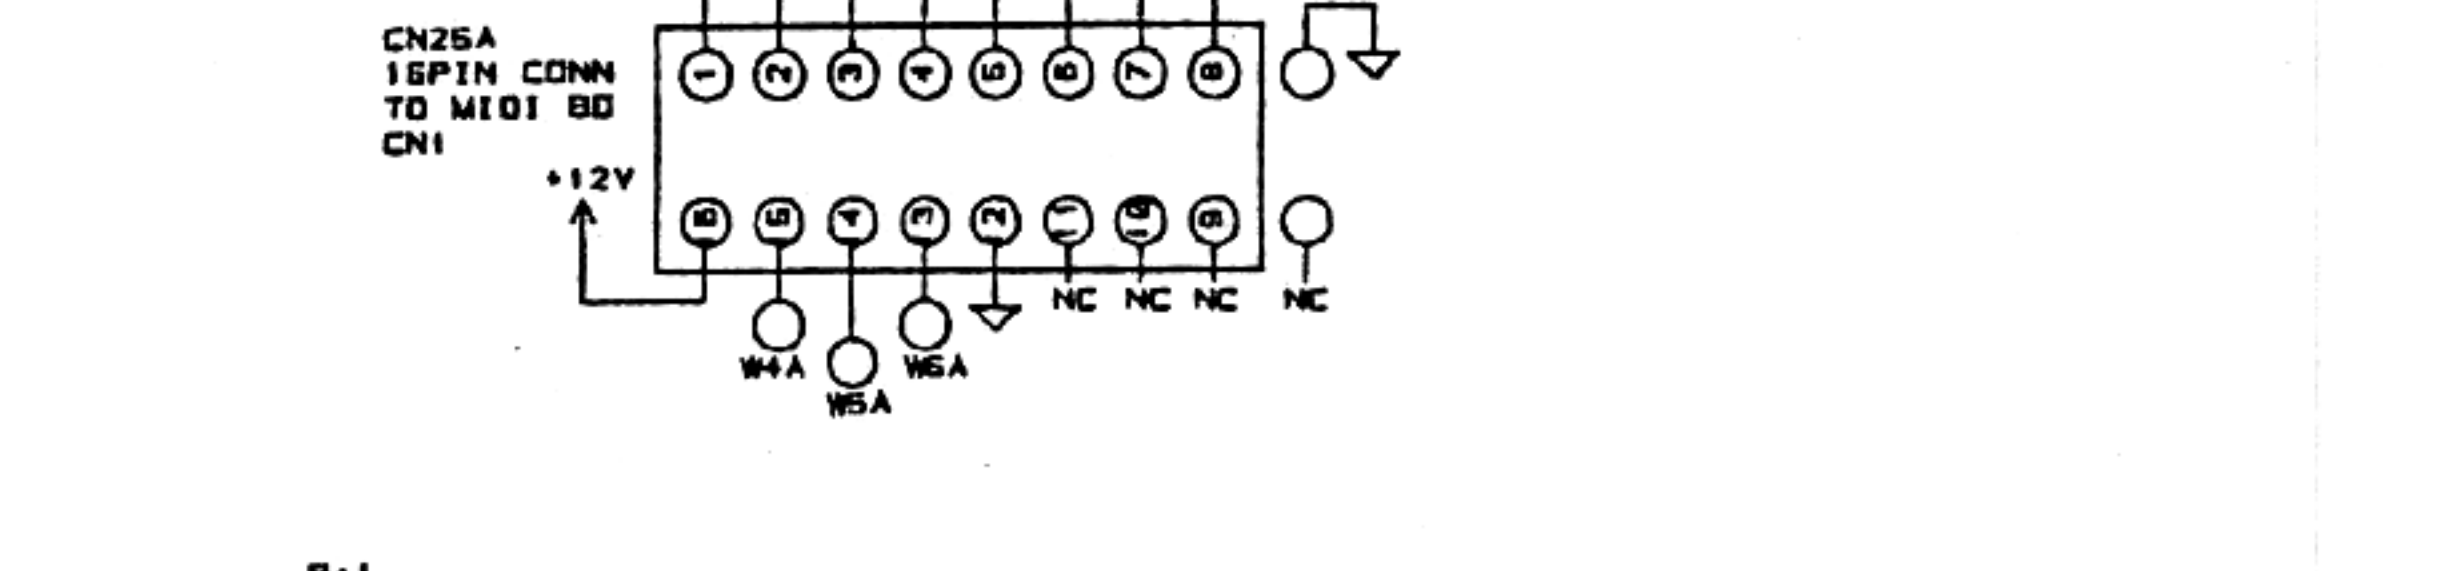 CN25A
16PIN CONN
TO MIDI BD
CN1
1 2 3 4 5 6 7 8
+12V
16 15 14 13 12 11 10 9
NC NC NC NC
W4A W6A
W5A